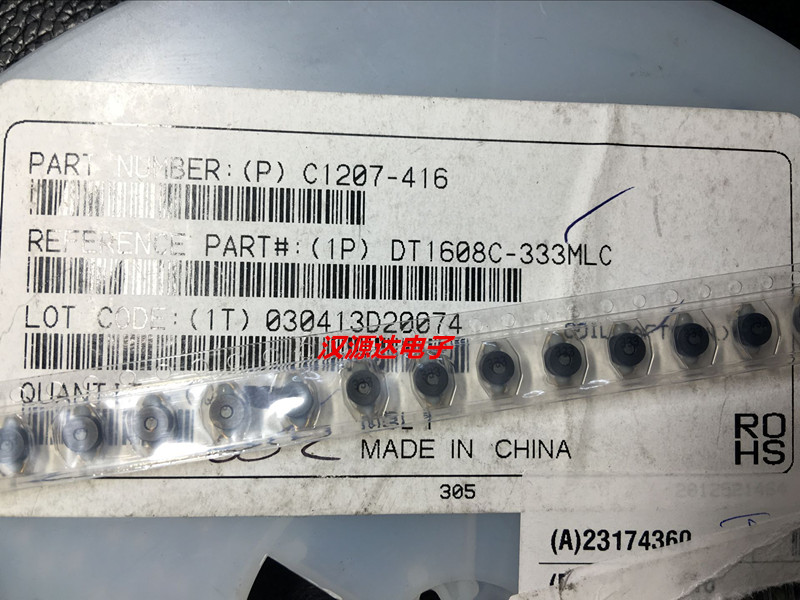 PART NUMBER:(P) C1207-416
REFERENCE PART#:(1P) DT1608C-333MLC
LOT CODE:(1T) 030413D20074
汉源达电子
MADE IN CHINA
RO
HS
305
(A)23174360